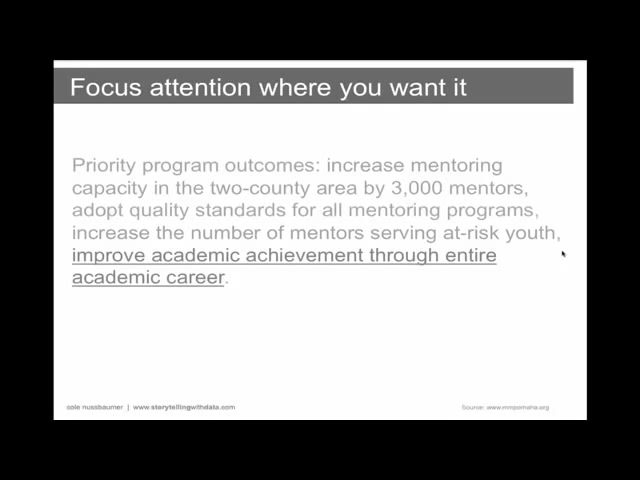 Focus attention where you want it
Priority program outcomes: increase mentoring
capacity in the two-county area by 3,000 mentors,
adopt quality standards for all mentoring programs,
increase the number of mentors serving at-risk youth,
improve academic achievement through entire
academic career.
cole nussbaumer | www.storytellingwithdata.com
Source: www.mmpomaha.org